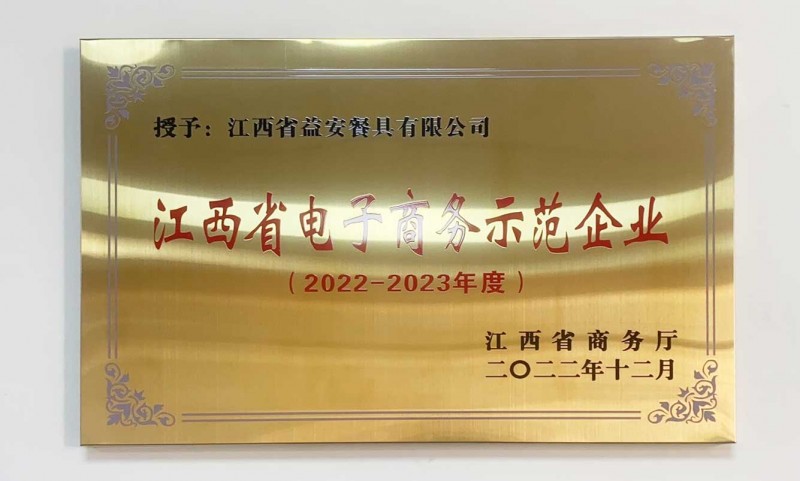 授予：江西省益安餐具有限公司
江西省电子商务示范企业
（2022-2023年度）
江西省商务厅
二〇二二年十二月